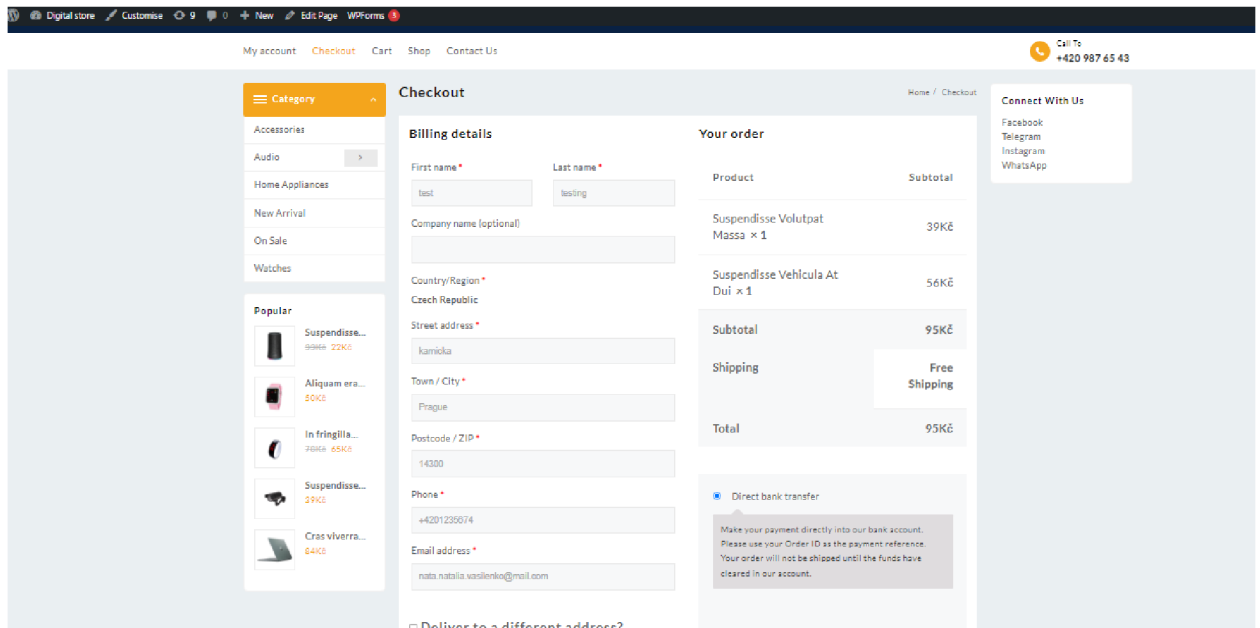 Digital store Customise 9 0 New Edit Page WPForms 3
My account Checkout Cart Shop Contact Us
Call To
+420 987 65 43
Category
Accessories
Audio
Home Appliances
New Arrival
On Sale
Watches
Popular
Suspendisse...
22Kč
Aliquam era...
50Kč
In fringilla...
65Kč
Suspendisse...
39Kč
Cras viverra...
Checkout
Home / Checkout
Billing details
First name *
Last name *
test
testing
Company name (optional)
Country/Region *
Czech Republic
Street address *
kamicka
Town / City *
Prague
Postcode / ZIP *
14300
Phone *
+4201235674
Email address *
nata.natalia.vasilenko@mail.com
Deliver to a different address?
Your order
Product Subtotal
Suspendisse Volutpat
Massa × 1
39Kč
Suspendisse Vehicula At
Dui × 1
56Kč
Subtotal 95Kč
Shipping Free
Shipping
Total 95Kč
Direct bank transfer
Make your payment directly into our bank account.
Please use your Order ID as the payment reference.
Your order will not be shipped until the funds have
cleared in our account.
Connect With Us
Facebook
Telegram
Instagram
WhatsApp